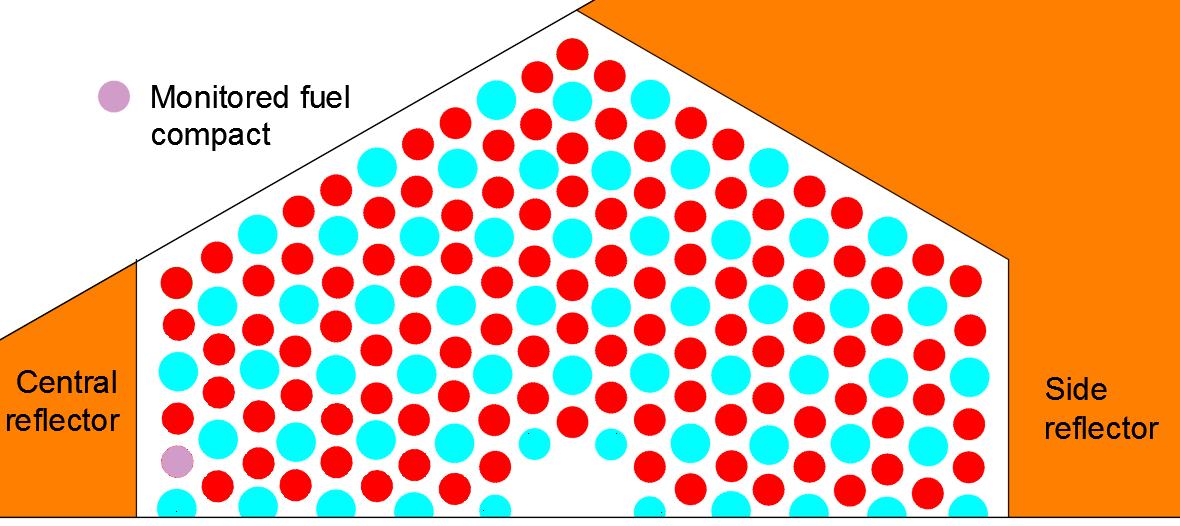 Monitored fuel
compact
Central
reflector
Side
reflector